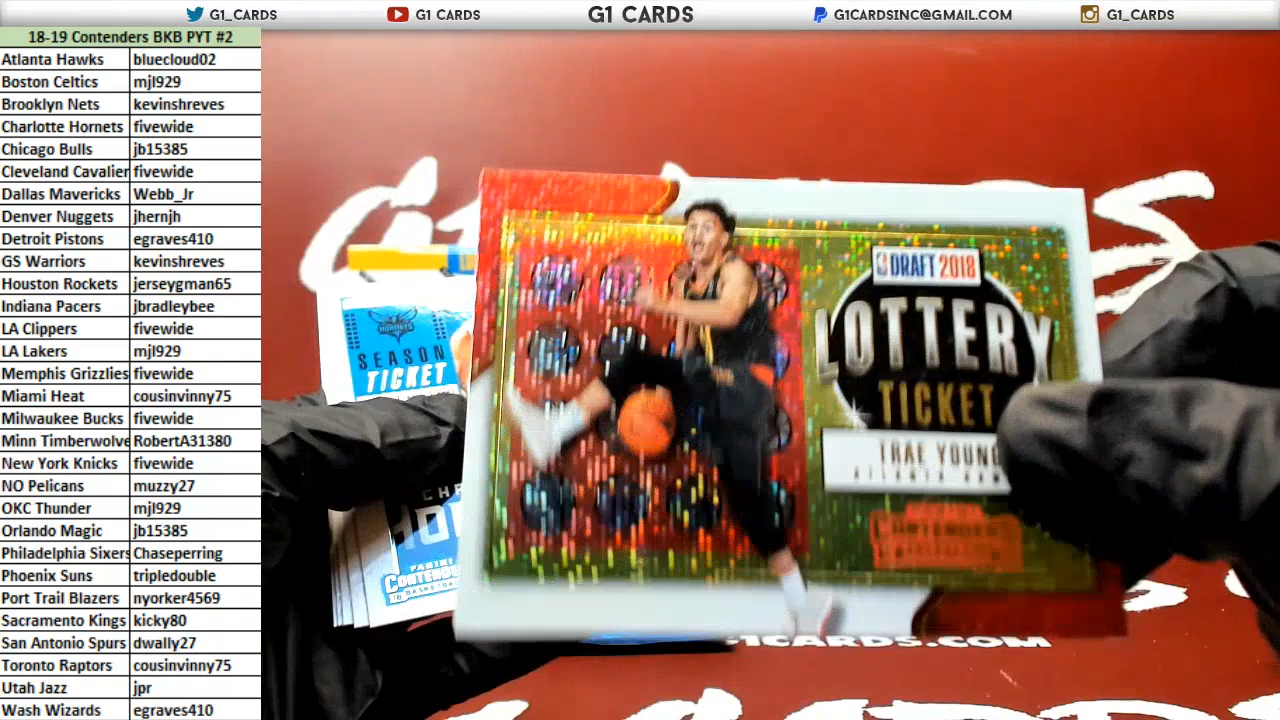 G1_CARDS G1 CARDS G1 CARDS G1CARDSINC@GMAIL.COM G1_CARDS
18-19 Contenders BKB PYT #2
Atlanta Hawks bluecloud02
Boston Celtics mjl929
Brooklyn Nets kevinshreves
Charlotte Hornets fivewide
Chicago Bulls jb15385
Cleveland Cavalier fivewide
Dallas Mavericks Webb_Jr
Denver Nuggets jhernjh
Detroit Pistons egraves410
GS Warriors kevinshreves
Houston Rockets jerseygman65
Indiana Pacers jbradleybee
LA Clippers fivewide
LA Lakers mjl929
Memphis Grizzlies fivewide
Miami Heat cousinvinny75
Milwaukee Bucks fivewide
Minn Timberwolve RobertA31380
New York Knicks fivewide
NO Pelicans muzzy27
OKC Thunder mjl929
Orlando Magic jb15385
Philadelphia Sixers Chaseperring
Phoenix Suns tripledouble
Port Trail Blazers nyorker4569
Sacramento Kings kicky80
San Antonio Spurs dwally27
Toronto Raptors cousinvinny75
Utah Jazz jpr
Wash Wizards egraves410
HORNETS
SEASON
TICKET
PANINI
DRAFT 2018
LOTTERY
TICKET
TRAE YOUNG
CONTENDERS
G1CARDS.COM